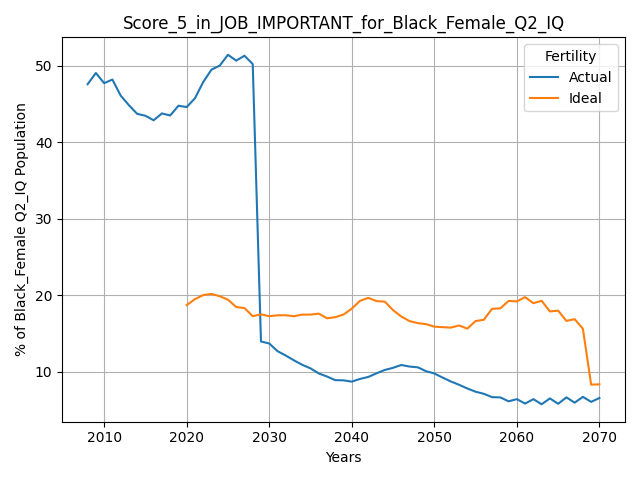 Score_5_in_JOB_IMPORTANT_for_Black_Female_Q2_IQ
% of Black_Female Q2_IQ Population
50
40
30
20
10
Fertility
Actual
Ideal
2010 2020 2030 2040 2050 2060 2070
Years